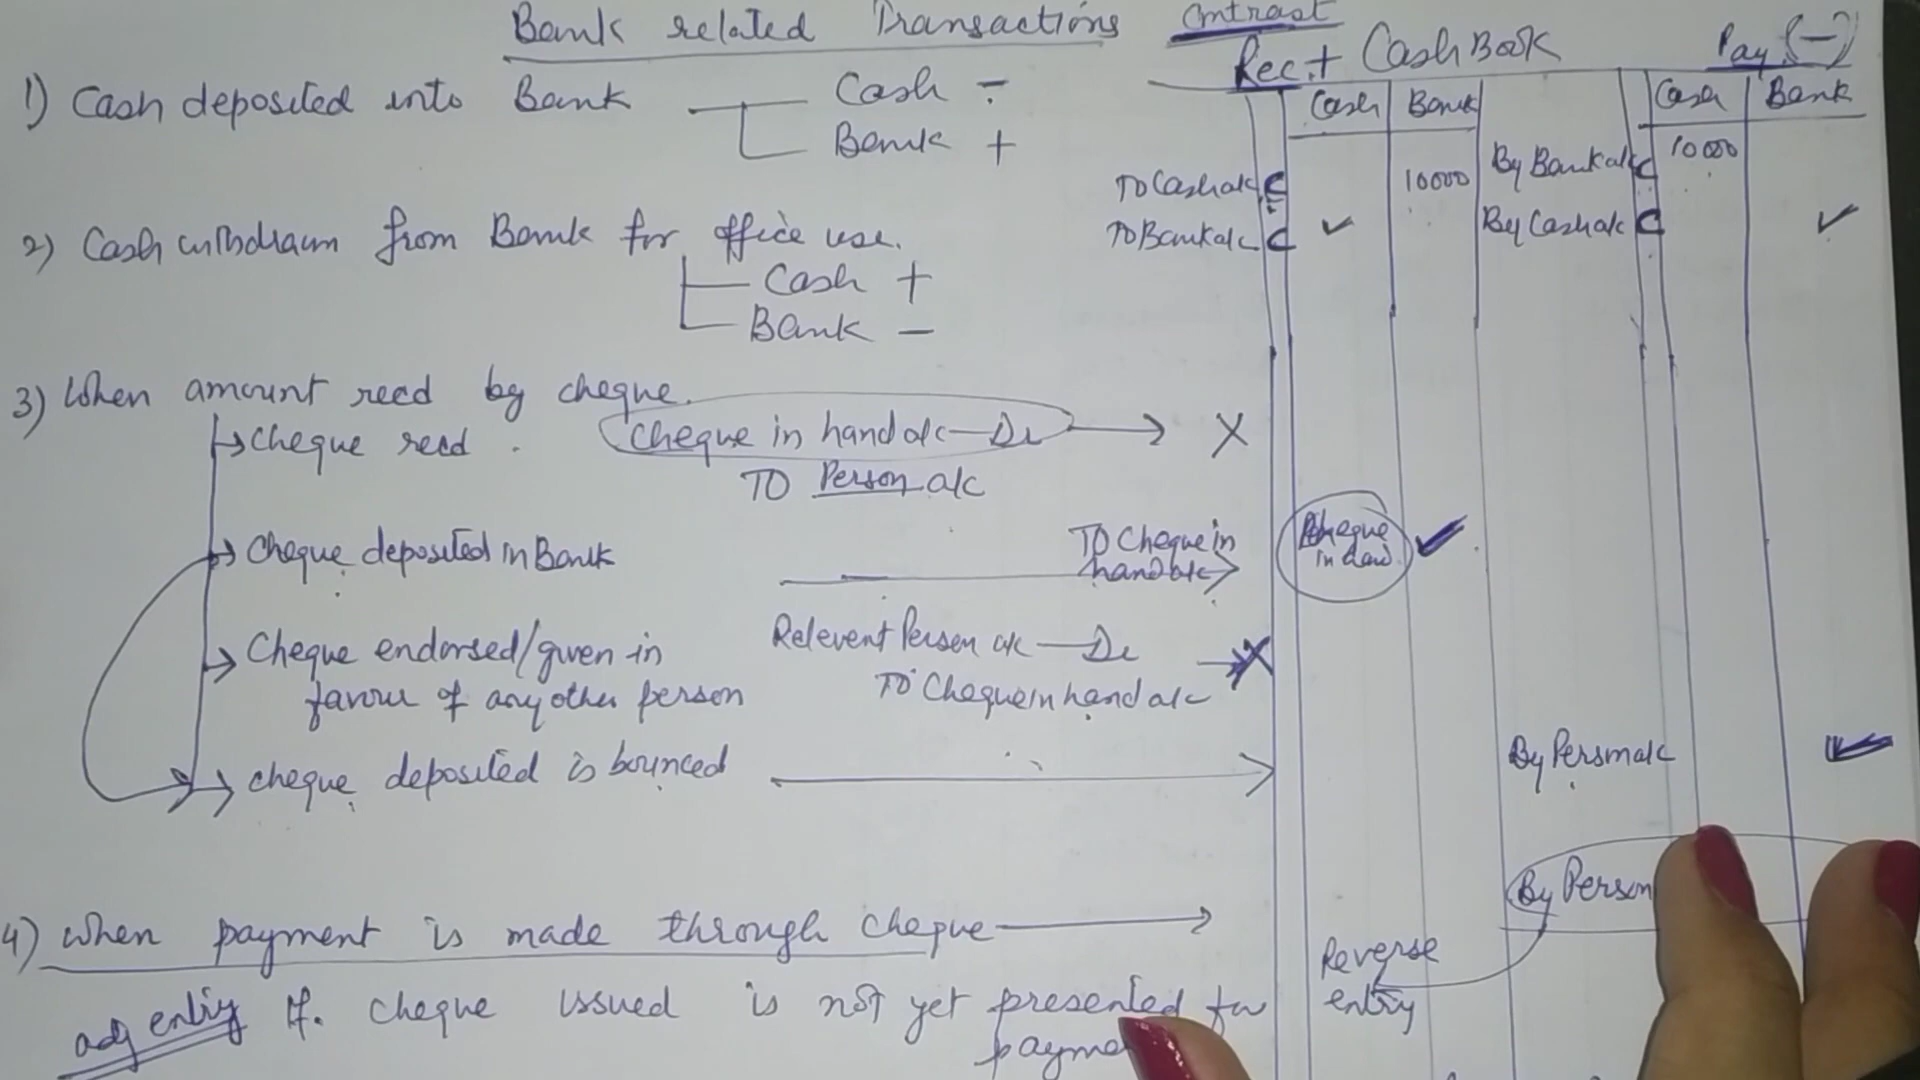 Bank related Transactions Contrast
Rec.+ Cash Book Pay (-)
Cash Bank Cash Bank
1) Cash deposited into Bank Cash -
Bank +
To Cash a/c C 10000 By Bank a/c C 10000
To Bank a/c C ✓ By Cash a/c C ✓
2) Cash withdrawn from Bank for office use.
Cash +
Bank -
3) When amount recd by cheque.
→ Cheque recd. Cheque in hand a/c — Dr → X
To Person a/c
→ Cheque deposited in Bank To Cheque in hand a/c → Cheque in ✓
→ Cheque endorsed/given in
favour of any other person
Relevent Person a/c — Dr → X
To Cheque in hand a/c
→ cheque deposited is bounced → By Person a/c ✓
4) When payment is made through cheque → By Person
Reverse
entry
adj entry If cheque issued is not yet presented for
payme